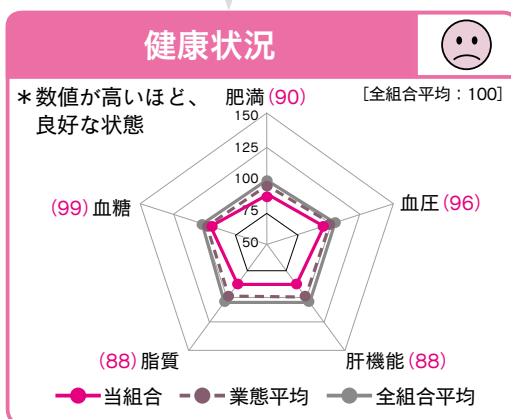 健康状況
＊数値が高いほど、
良好な状態
[全組合平均：100]
肥満(90)
150
125
100
75
50
血圧(96)
(99)血糖
(88)脂質
肝機能(88)
当組合 業態平均 全組合平均